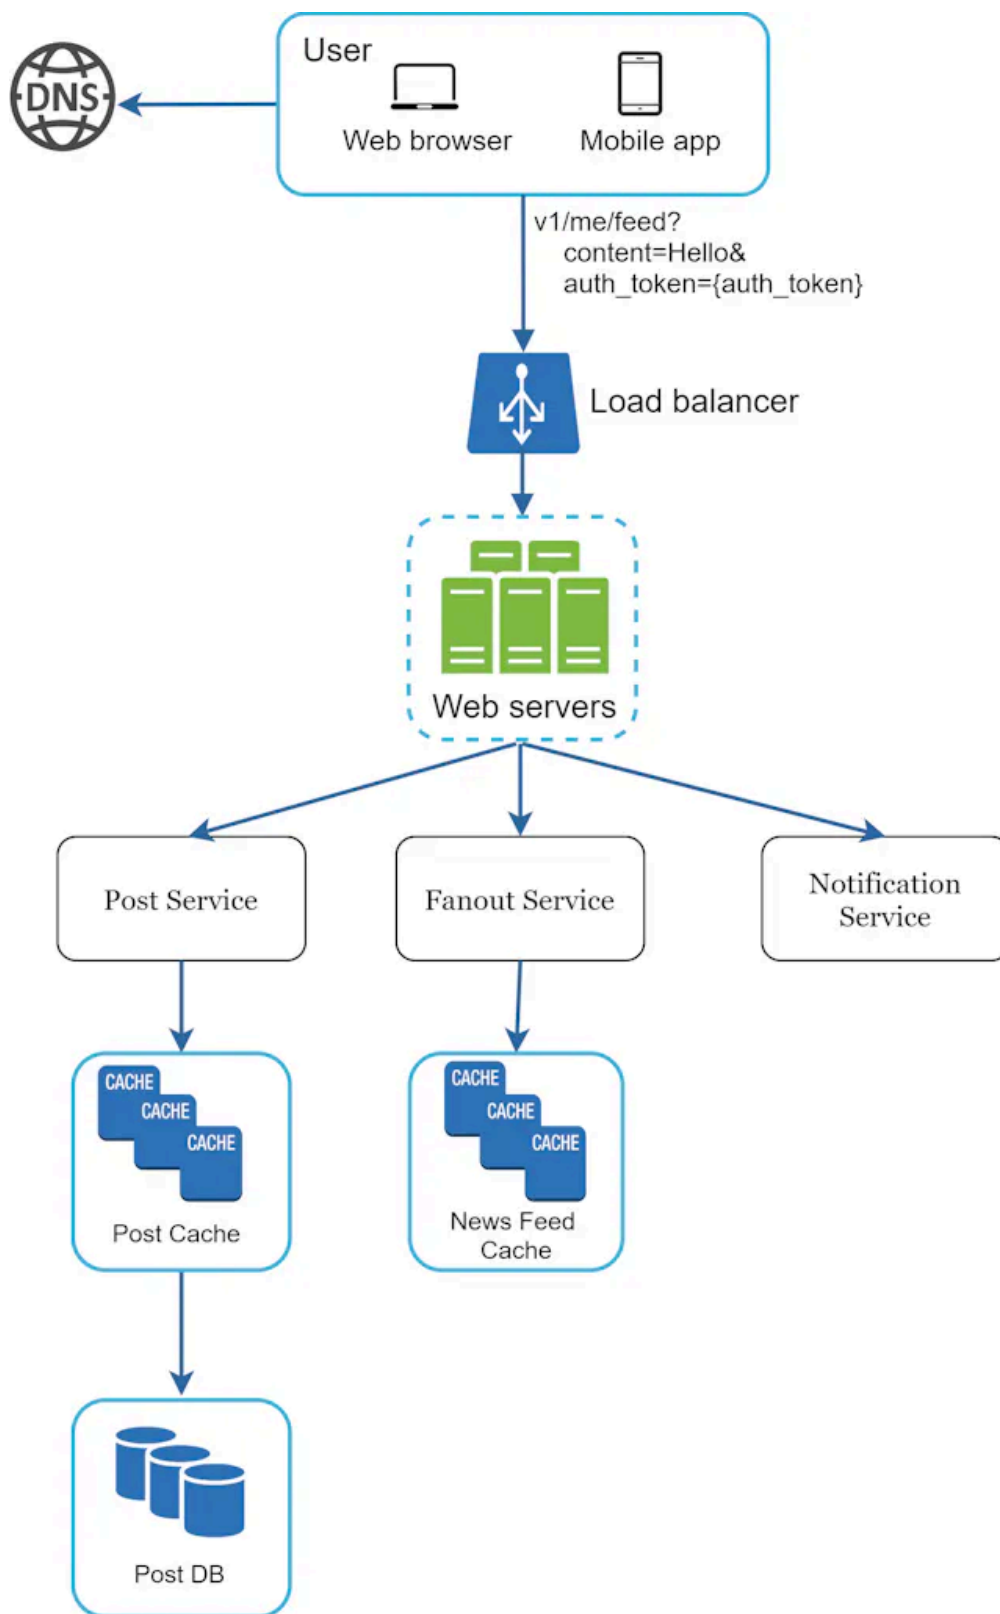 User
DNS
Web browser
Mobile app
v1/me/feed?
content=Hello&
auth_token={auth_token}
Load balancer
Web servers
Post Service
Fanout Service
Notification
Service
CACHE
CACHE
CACHE
Post Cache
CACHE
CACHE
CACHE
News Feed
Cache
Post DB